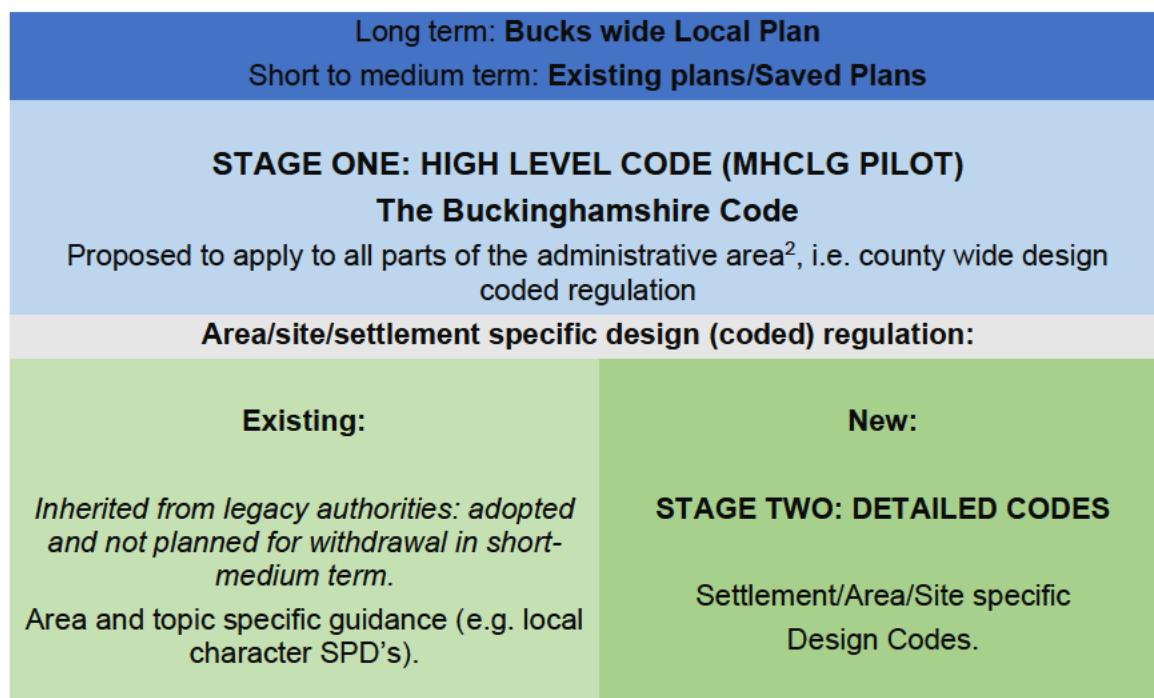 Long term: Bucks wide Local Plan
Short to medium term: Existing plans/Saved Plans
STAGE ONE: HIGH LEVEL CODE (MHCLG PILOT)
The Buckinghamshire Code
Proposed to apply to all parts of the administrative area², i.e. county wide design
coded regulation
Area/site/settlement specific design (coded) regulation:
Existing:
Inherited from legacy authorities: adopted
and not planned for withdrawal in short-
medium term.
Area and topic specific guidance (e.g. local
character SPD’s).
New:
STAGE TWO: DETAILED CODES
Settlement/Area/Site specific
Design Codes.